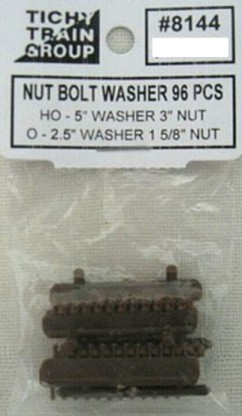 TICHY
TRAIN
GROUP
#8144
NUT BOLT WASHER 96 PCS
HO - 5" WASHER 3" NUT
O - 2.5" WASHER 1 5/8" NUT